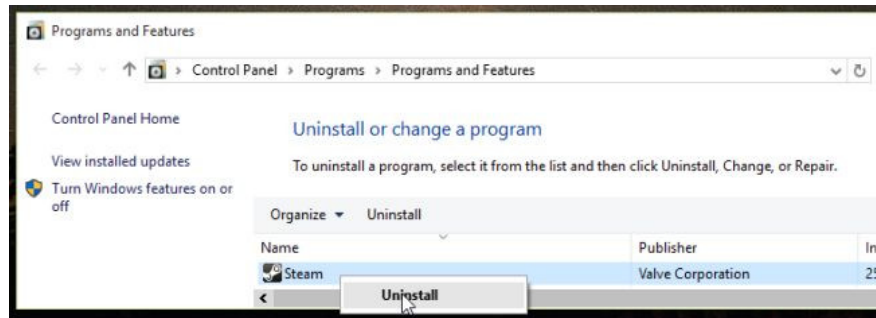 Programs and Features
Control Panel > Programs > Programs and Features
Control Panel Home
Uninstall or change a program
View installed updates
To uninstall a program, select it from the list and then click Uninstall, Change, or Repair.
Turn Windows features on or
off
Organize Uninstall
Name Publisher In
Steam Valve Corporation 25
Uninstall